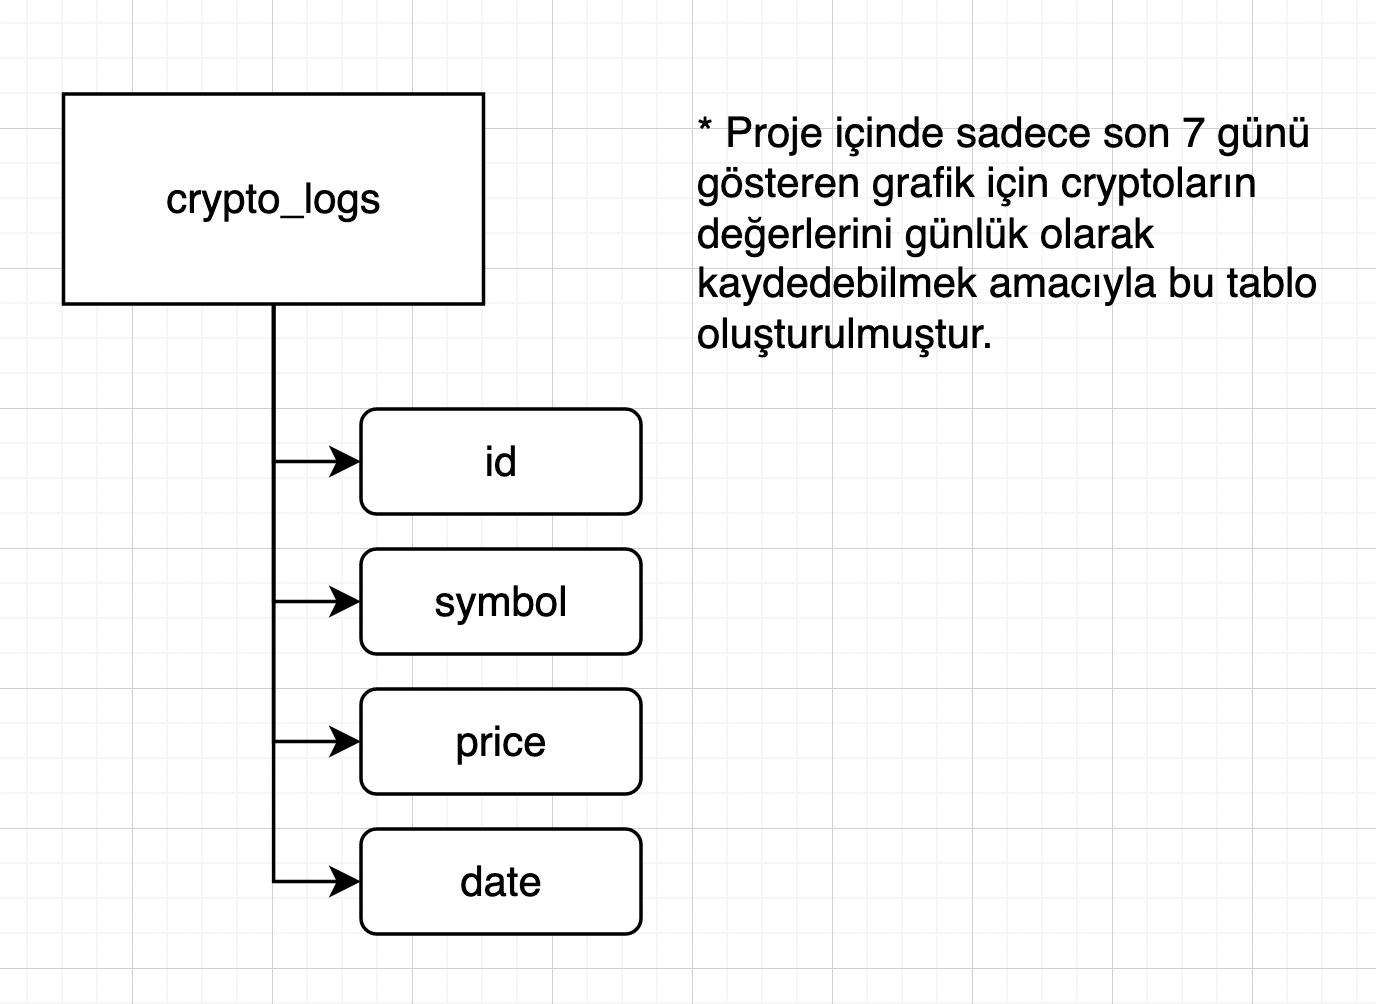 crypto_logs
* Proje içinde sadece son 7 günü
gösteren grafik için cryptoların
değerlerini günlük olarak
kaydedebilmek amacıyla bu tablo
oluşturulmuştur.
id
symbol
price
date